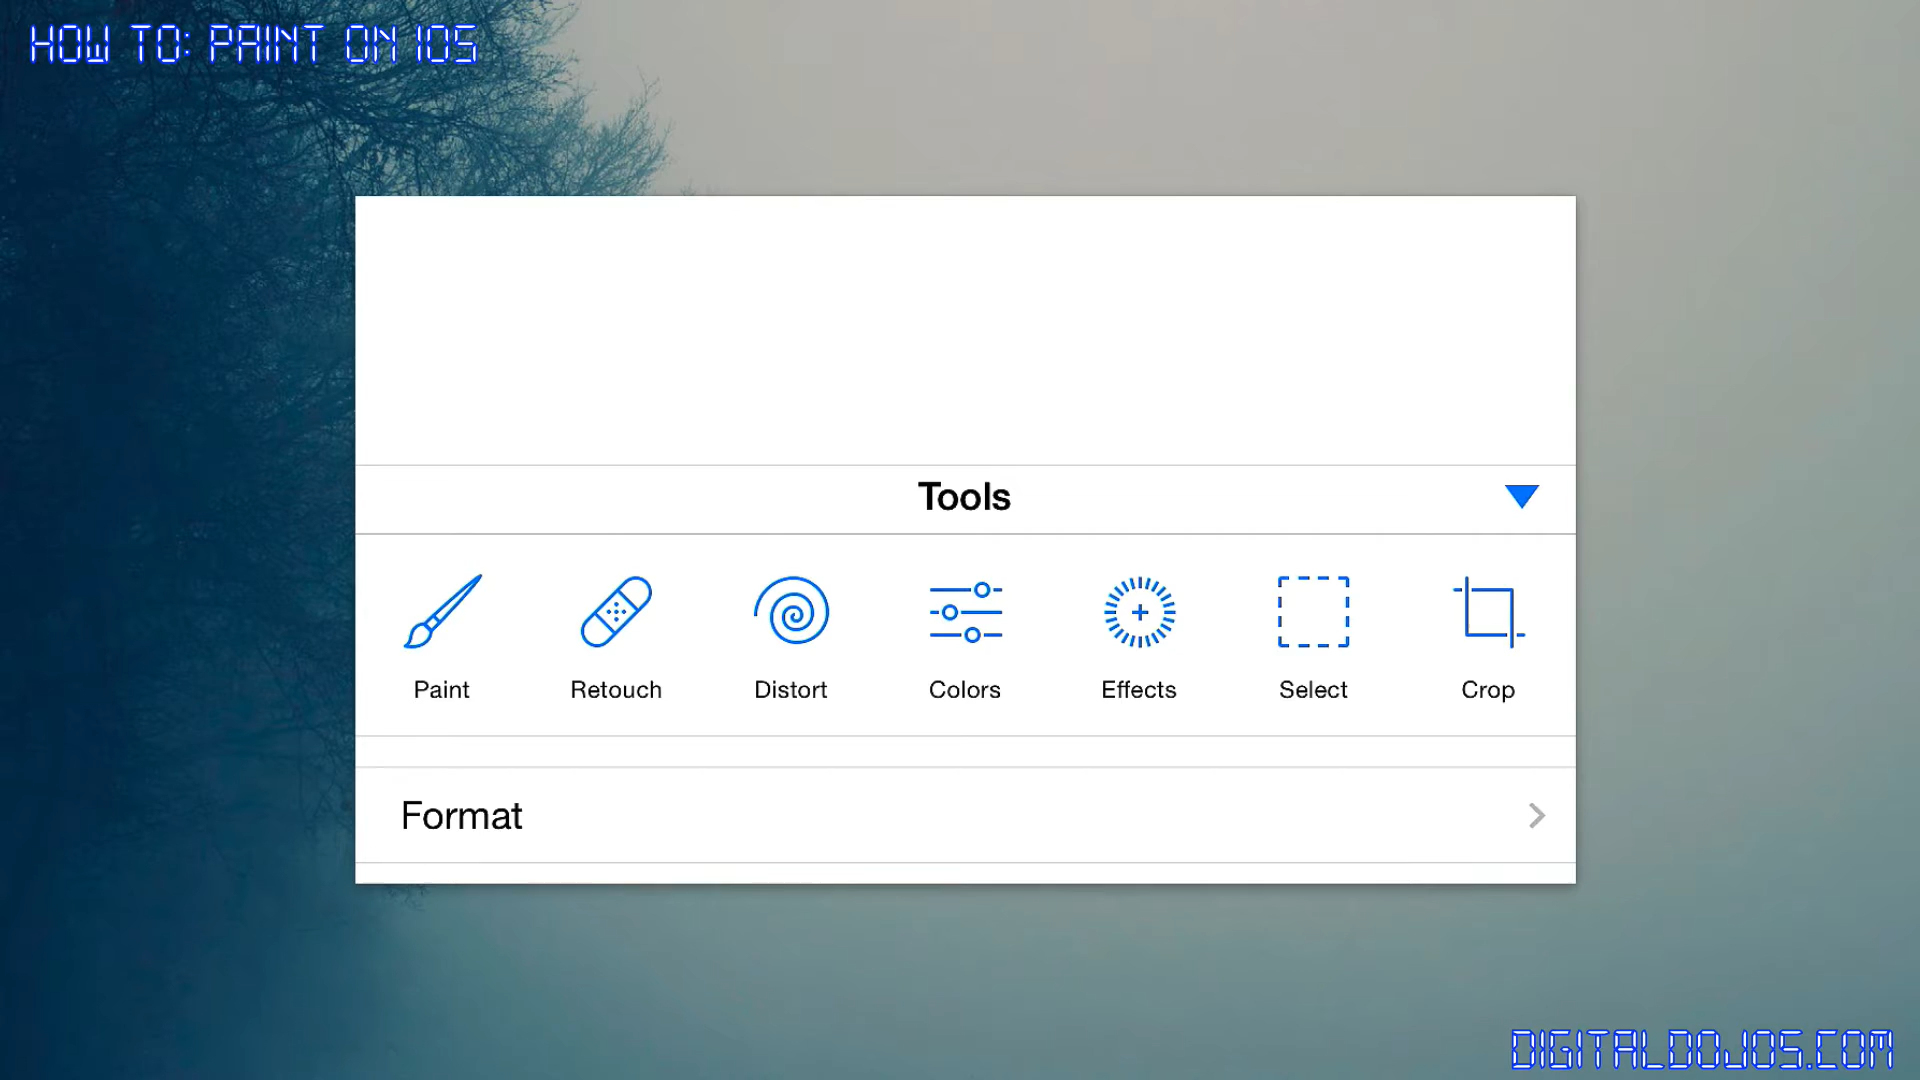 HOW TO: PAINT ON IOS
Tools
Paint Retouch Distort Colors Effects Select Crop
Format
DIGITALDOJOS.COM